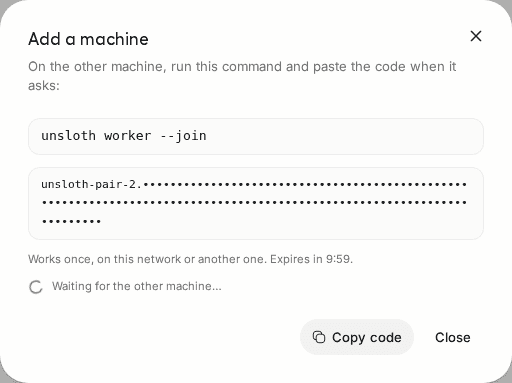 Add a machine
On the other machine, run this command and paste the code when it
asks:
unsloth worker --join
unsloth-pair-2.••••••••••••••••••••••••••••••••••••••••••••••••
•••••••••••••••••••••••••••••••••••••••••••••••••••••••••••••••
•••••••••
Works once, on this network or another one. Expires in 9:59.
Waiting for the other machine...
Copy code
Close